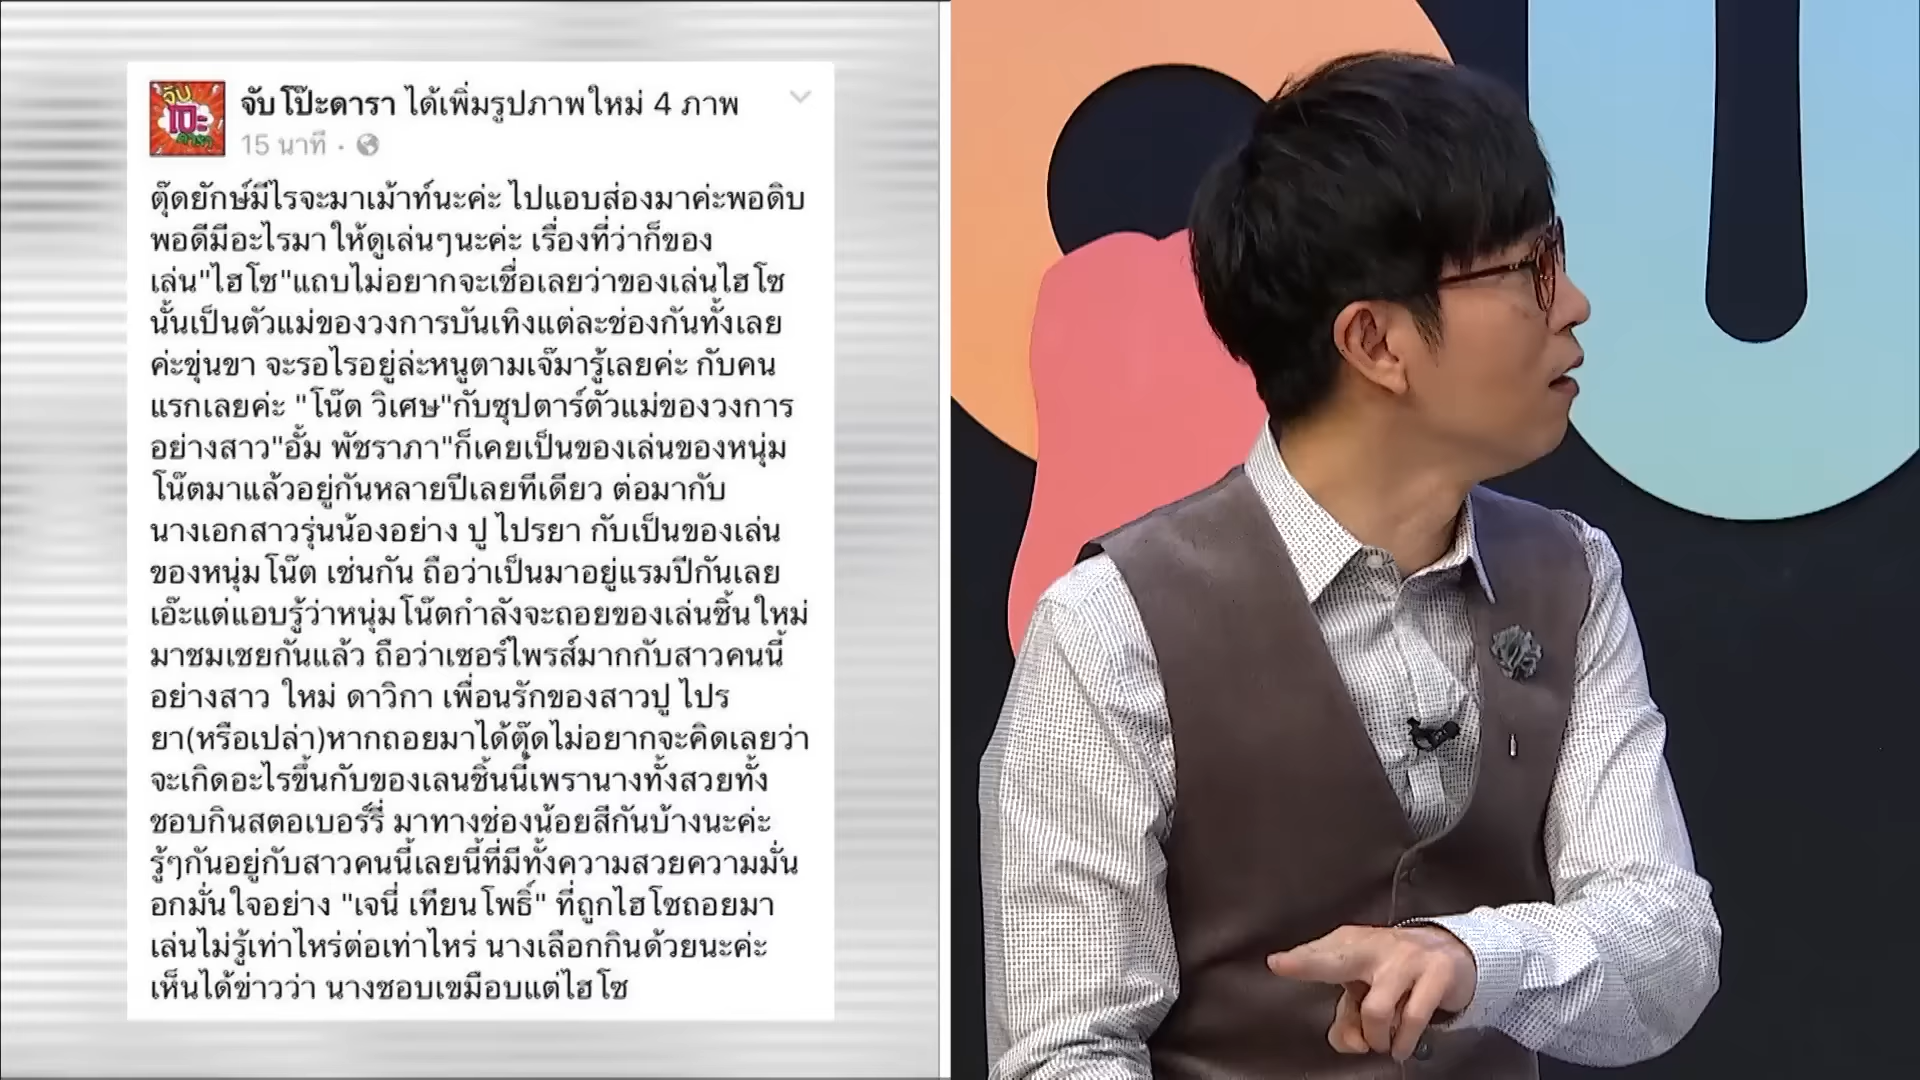 จับ
โป๊ะ
ดารา
จับ โป๊ะดารา ได้เพิ่มรูปภาพใหม่ 4 ภาพ
15 นาที ·
ตุ๊ดยักษ์มีไรจะมาเม้าท์นะค่ะ ไปแอบส่องมาค่ะพอดิบ
พอดีมีอะไรมาให้ดูเล่นๆนะค่ะ เรื่องที่ว่าก็ของ
เล่น"ไฮโซ"แถบไม่อยากจะเชื่อเลยว่าของเล่นไฮโซ
นั้นเป็นตัวแม่ของวงการบันเทิงแต่ละช่องกันทั้งเลย
ค่ะขุ่นขา จะรอไรอยู่ล่ะหนูตามเจ๊มารู้เลยค่ะ กับคน
แรกเลยค่ะ "โน๊ต วิเศษ"กับซุปตาร์ตัวแม่ของวงการ
อย่างสาว"อั้ม พัชราภา"ก็เคยเป็นของเล่นของหนุ่ม
โน๊ตมาแล้วอยู่กันหลายปีเลยทีเดียว ต่อมากับ
นางเอกสาวรุ่นน้องอย่าง ปู ไปรยา กับเป็นของเล่น
ของหนุ่มโน๊ต เช่นกัน ถือว่าเป็นมาอยู่แรมปีกันเลย
เอ๊ะแต่แอบรู้ว่าหนุ่มโน๊ตกำลังจะถอยของเล่นชิ้นใหม่
มาชมเชยกันแล้ว ถือว่าเซอร์ไพรส์มากกับสาวคนนี้
อย่างสาว ใหม่ ดาวิกา เพื่อนรักของสาวปู ไปร
ยา(หรือเปล่า)หากถอยมาได้ตุ๊ดไม่อยากจะคิดเลยว่า
จะเกิดอะไรขึ้นกับของเลนชิ้นนี้เพรานางทั้งสวยทั้ง
ชอบกินสตอเบอร์รี่ มาทางช่องน้อยสีกันบ้างนะค่ะ
รู้ๆกันอยู่กับสาวคนนี้เลยนี้ที่มีทั้งความสวยความมั่น
อกมั่นใจอย่าง "เจนี่ เทียนโพธิ์" ที่ถูกไฮโซถอยมา
เล่นไม่รู้เท่าไหร่ต่อเท่าไหร่ นางเลือกกินด้วยนะค่ะ
เห็นได้ข่าวว่า นางชอบเขมือบแต่ไฮโซ